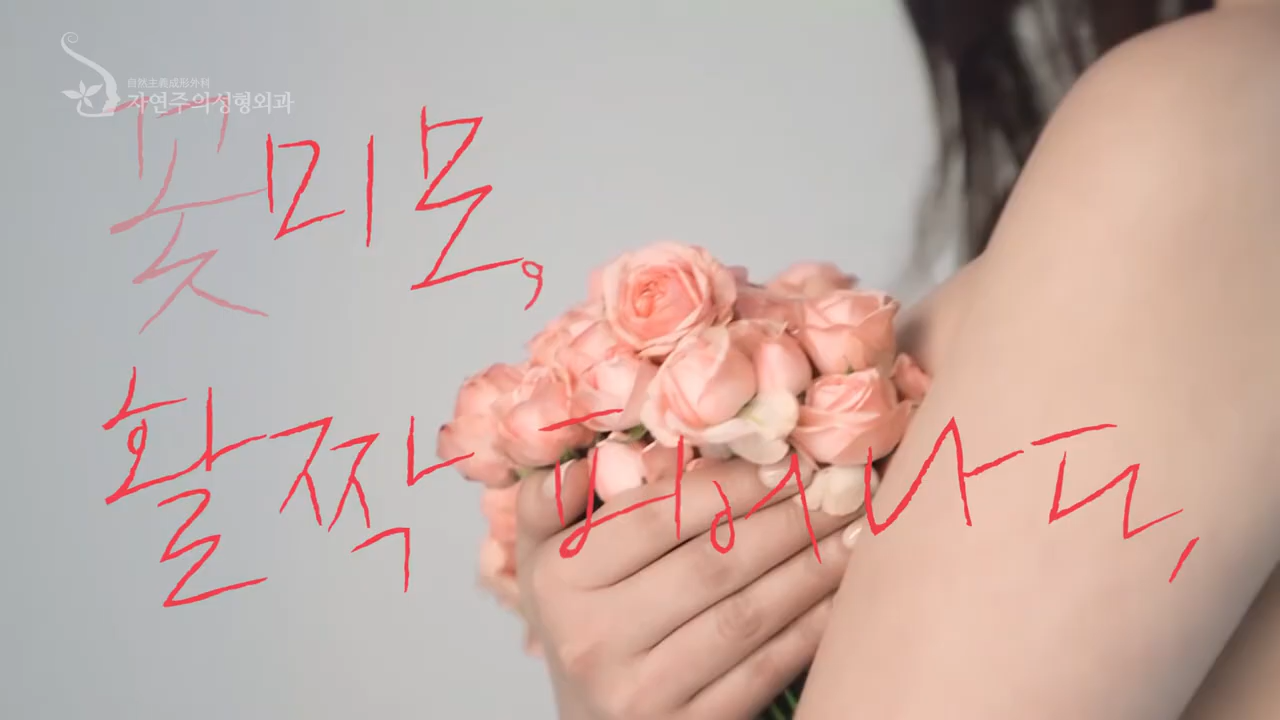 自然主義成形外科
자연주의성형외과
꽃미모,
활짝 피어나다,